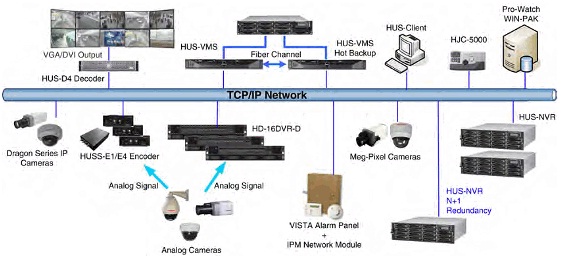 Pro-Watch
WIN-PAK
HUS-Client
HJC-5000
HUS-VMS
HUS-VMS
Hot Backup
Fiber Channel
VGA/DVI Output
HUS-D4 Decoder
TCP/IP Network
HUS-NVR
HD-16DVR-D
Dragon Series IP
Cameras
HUSS-E1/E4 Encoder
Meg-Pixel Cameras
Analog Signal
Analog Signal
HUS-NVR
N+1
Redundancy
VISTA Alarm Panel
+
IPM Network Module
Analog Cameras